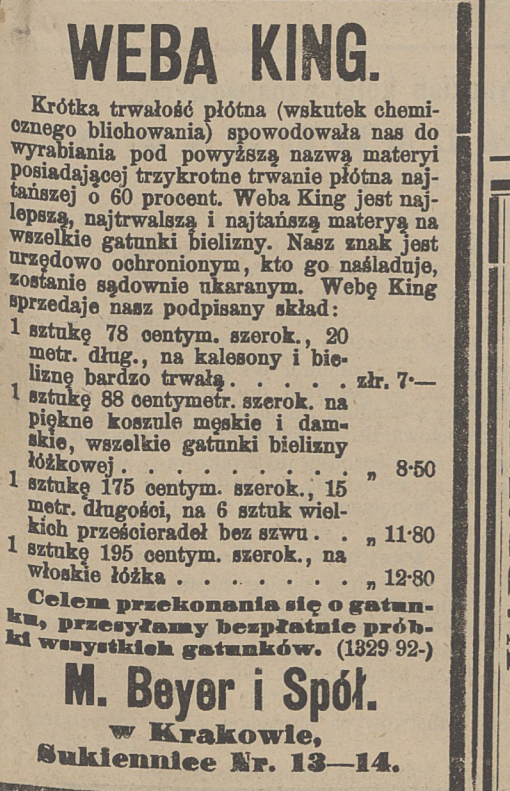 WEBA KING.
Krótka trwałość płótna (wskutek chemi-
cznego blichowania) spowodowała nas do
wyrabiania pod powyższą nazwą materyi
posiadającej trzykrotne trwanie płótna naj-
tańszej o 60 procent. Weba King jest naj-
lepszą, najtrwalszą i najtańszą materyą na
wszelkie gatunki bielizny. Nasz znak jest
urzędowo ochronionym, kto go naśladuje,
zostanie sądownie ukaranym. Webę King
sprzedaje nasz podpisany skład:
1 sztukę 78 centym. szerok., 20
metr. dług., na kalesony i bie-
liznę bardzo trwałą . . . . . złr. 7·—
1 sztukę 88 centymetr. szerok. na
piękne koszule męskie i dam-
skie, wszelkie gatunki bielizny
łóżkowej . . . . . . . . . . „ 8·50
1 sztukę 175 centym. szerok., 15
metr. długości, na 6 sztuk wiel-
kich prześcieradeł bez szwu . . „ 11·80
1 sztukę 195 centym. szerok., na
włoskie łóżka . . . . . . . „ 12·80
Celem przekonania się o gatun-
ku, przesyłamy bezpłatnie prób-
ki wszystkich gatunków. (1329 92-)
M. Beyer i Spół.
w Krakowie,
Sukiennice Nr. 13—14.